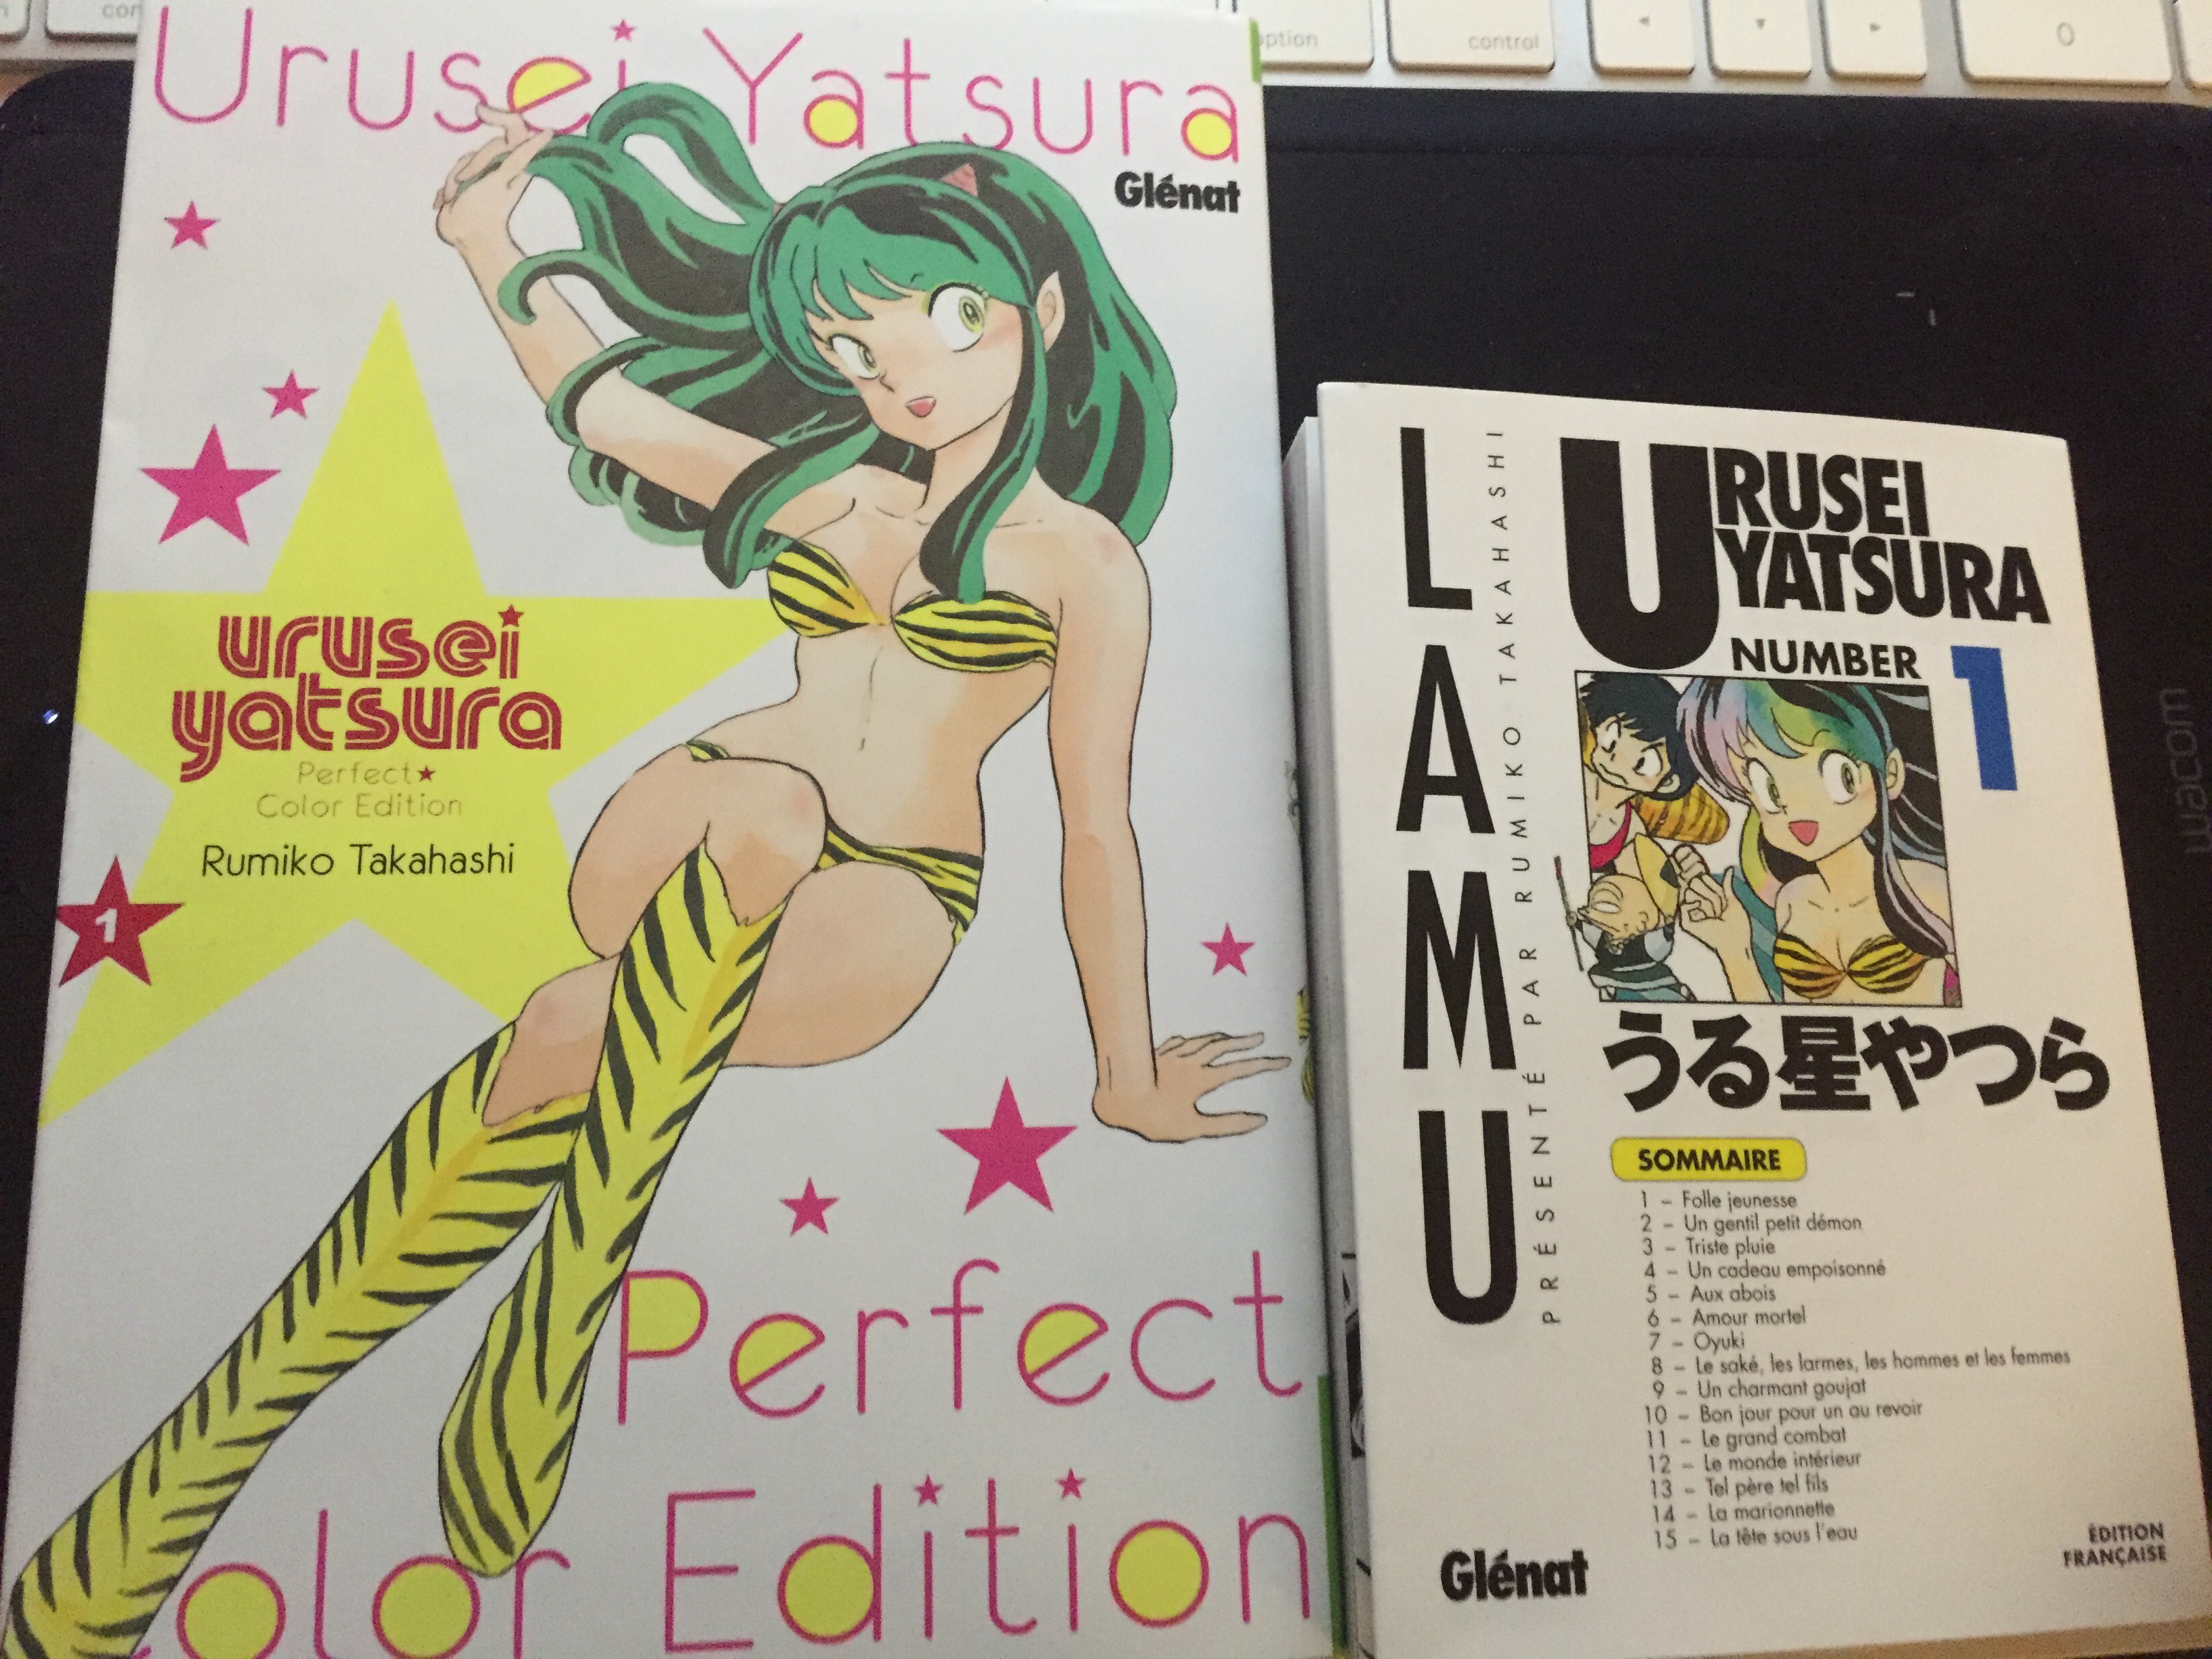 Urusei Yatsura
Glénat
urusei
yatsura
Perfect★
Color Edition
Rumiko Takahashi
1
Perfect
Color Edition
LAMU
PRÉSENTÉ PAR RUMIKO TAKAHASHI
URUSEI
YATSURA
NUMBER 1
うる星やつら
SOMMAIRE
1 – Folle jeunesse
2 – Un gentil petit démon
3 – Triste pluie
4 – Un cadeau empoisonné
5 – Aux abois
6 – Amour mortel
7 – Oyuki
8 – Le saké, les larmes, les hommes et les femmes
9 – Un charmant goujat
10 – Bon jour pour un au revoir
11 – Le grand combat
12 – Le monde intérieur
13 – Tel père tel fils
14 – La marionnette
15 – La tête sous l'eau
Glénat
ÉDITION
FRANÇAISE
option
control
◂
▾
▸
0
wacom